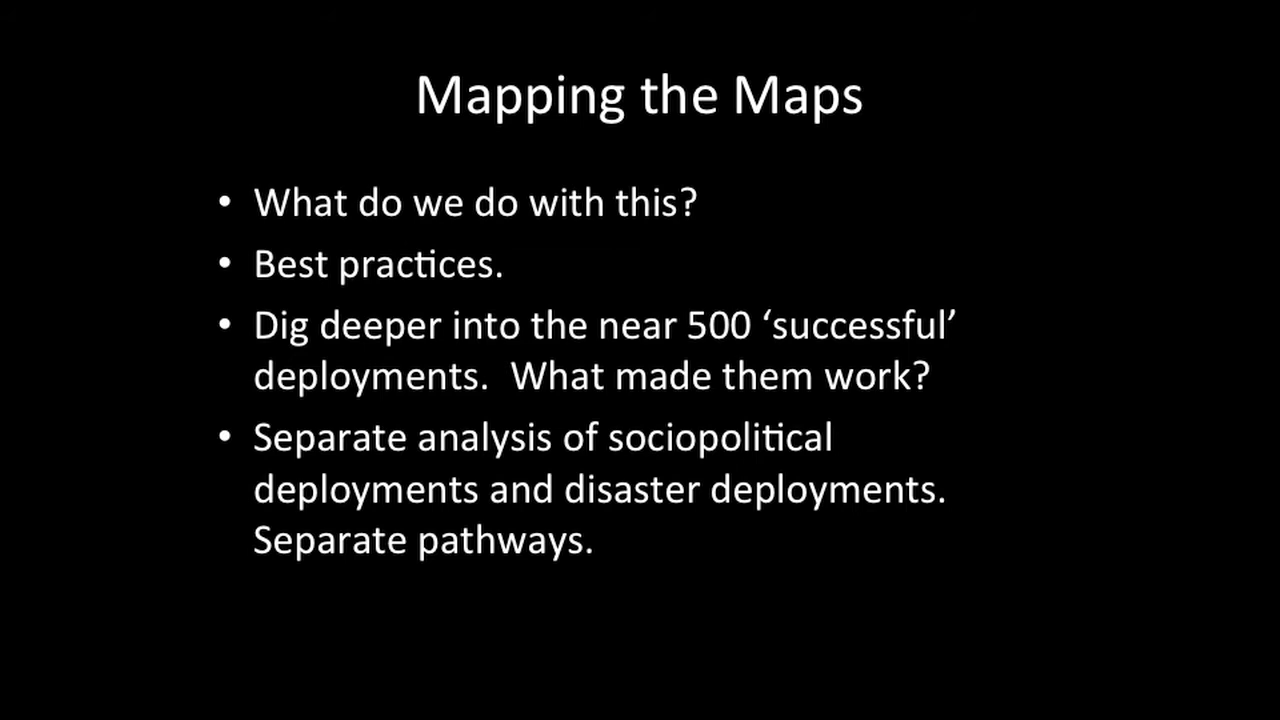 Mapping the Maps
• What do we do with this?
• Best practices.
• Dig deeper into the near 500 ‘successful’
deployments.  What made them work?
• Separate analysis of sociopolitical
deployments and disaster deployments.
Separate pathways.